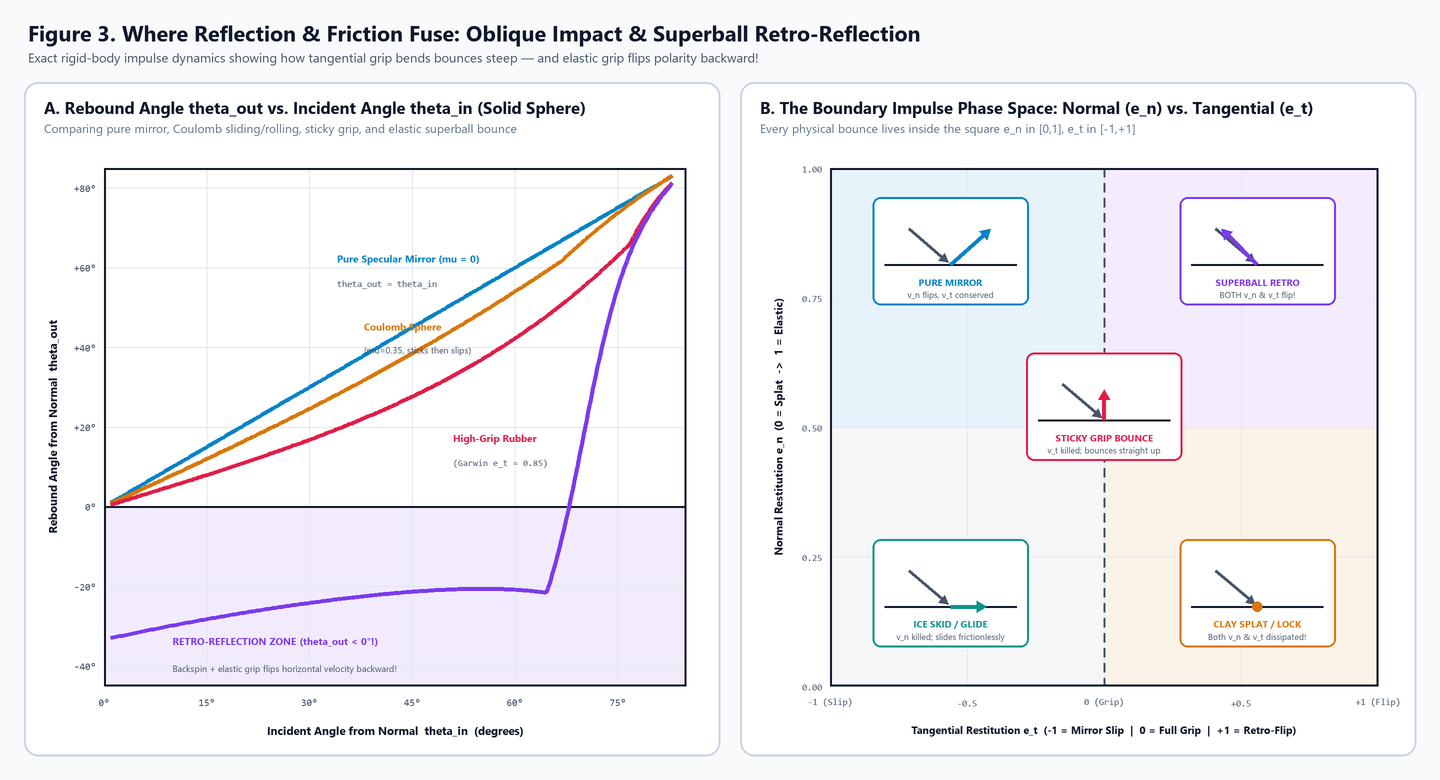 Figure 3. Where Reflection & Friction Fuse: Oblique Impact & Superball Retro-Reflection
Exact rigid-body impulse dynamics showing how tangential grip bends bounces steep — and elastic grip flips polarity backward!
A. Rebound Angle theta_out vs. Incident Angle theta_in (Solid Sphere)
Comparing pure mirror, Coulomb sliding/rolling, sticky grip, and elastic superball bounce
Rebound Angle from Normal theta_out
+80°
+60°
+40°
+20°
0°
-20°
-40°
Pure Specular Mirror (mu = 0)
theta_out = theta_in
Coulomb Sphere
(mu=0.35, sticks then slips)
High-Grip Rubber
(Garwin e_t = 0.85)
RETRO-REFLECTION ZONE (theta_out < 0°!)
Backspin + elastic grip flips horizontal velocity backward!
0°
15°
30°
45°
60°
75°
Incident Angle from Normal theta_in (degrees)
B. The Boundary Impulse Phase Space: Normal (e_n) vs. Tangential (e_t)
Every physical bounce lives inside the square e_n in [0,1], e_t in [-1,+1]
Normal Restitution e_n (0 = Splat -> 1 = Elastic)
1.00
0.75
0.50
0.25
0.00
PURE MIRROR
v_n flips, v_t conserved
SUPERBALL RETRO
BOTH v_n & v_t flip!
STICKY GRIP BOUNCE
v_t killed; bounces straight up
ICE SKID / GLIDE
v_n killed; slides frictionlessly
CLAY SPLAT / LOCK
Both v_n & v_t dissipated!
-1 (Slip)
-0.5
0 (Grip)
+0.5
+1 (Flip)
Tangential Restitution e_t (-1 = Mirror Slip | 0 = Full Grip | +1 = Retro-Flip)